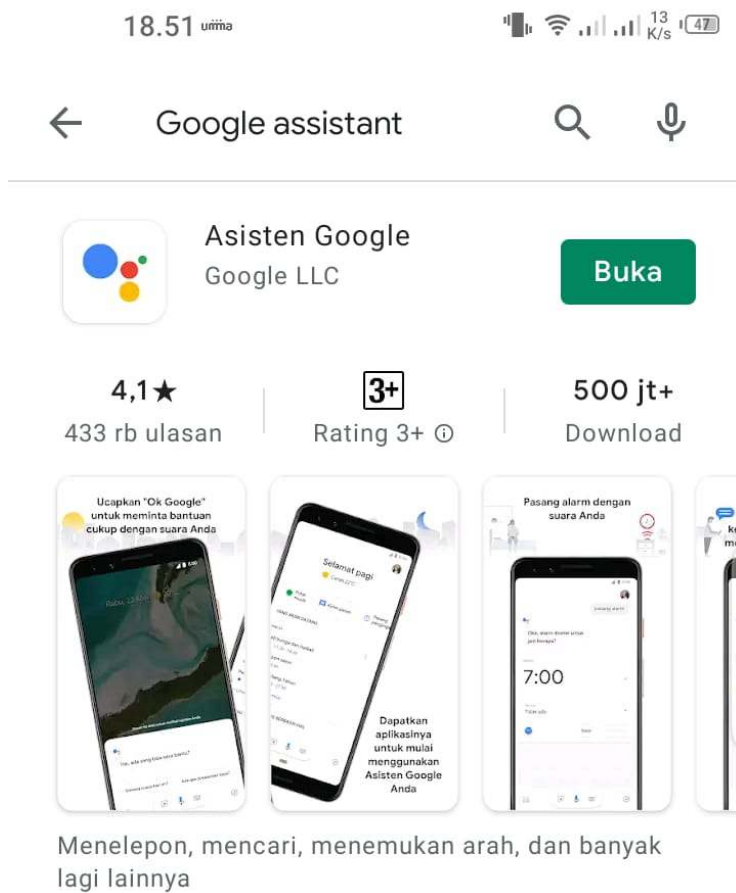 18.51
13
K/s
47
Google assistant
Asisten Google
Google LLC
Buka
4,1★
433 rb ulasan
3+
Rating 3+
500 jt+
Download
Ucapkan "Ok Google"
untuk meminta bantuan
cukup dengan suara Anda
Selamat pagi
Dapatkan
aplikasinya
untuk mulai
menggunakan
Asisten Google
Anda
Pasang alarm dengan
suara Anda
7:00
Menelepon, mencari, menemukan arah, dan banyak
lagi lainnya